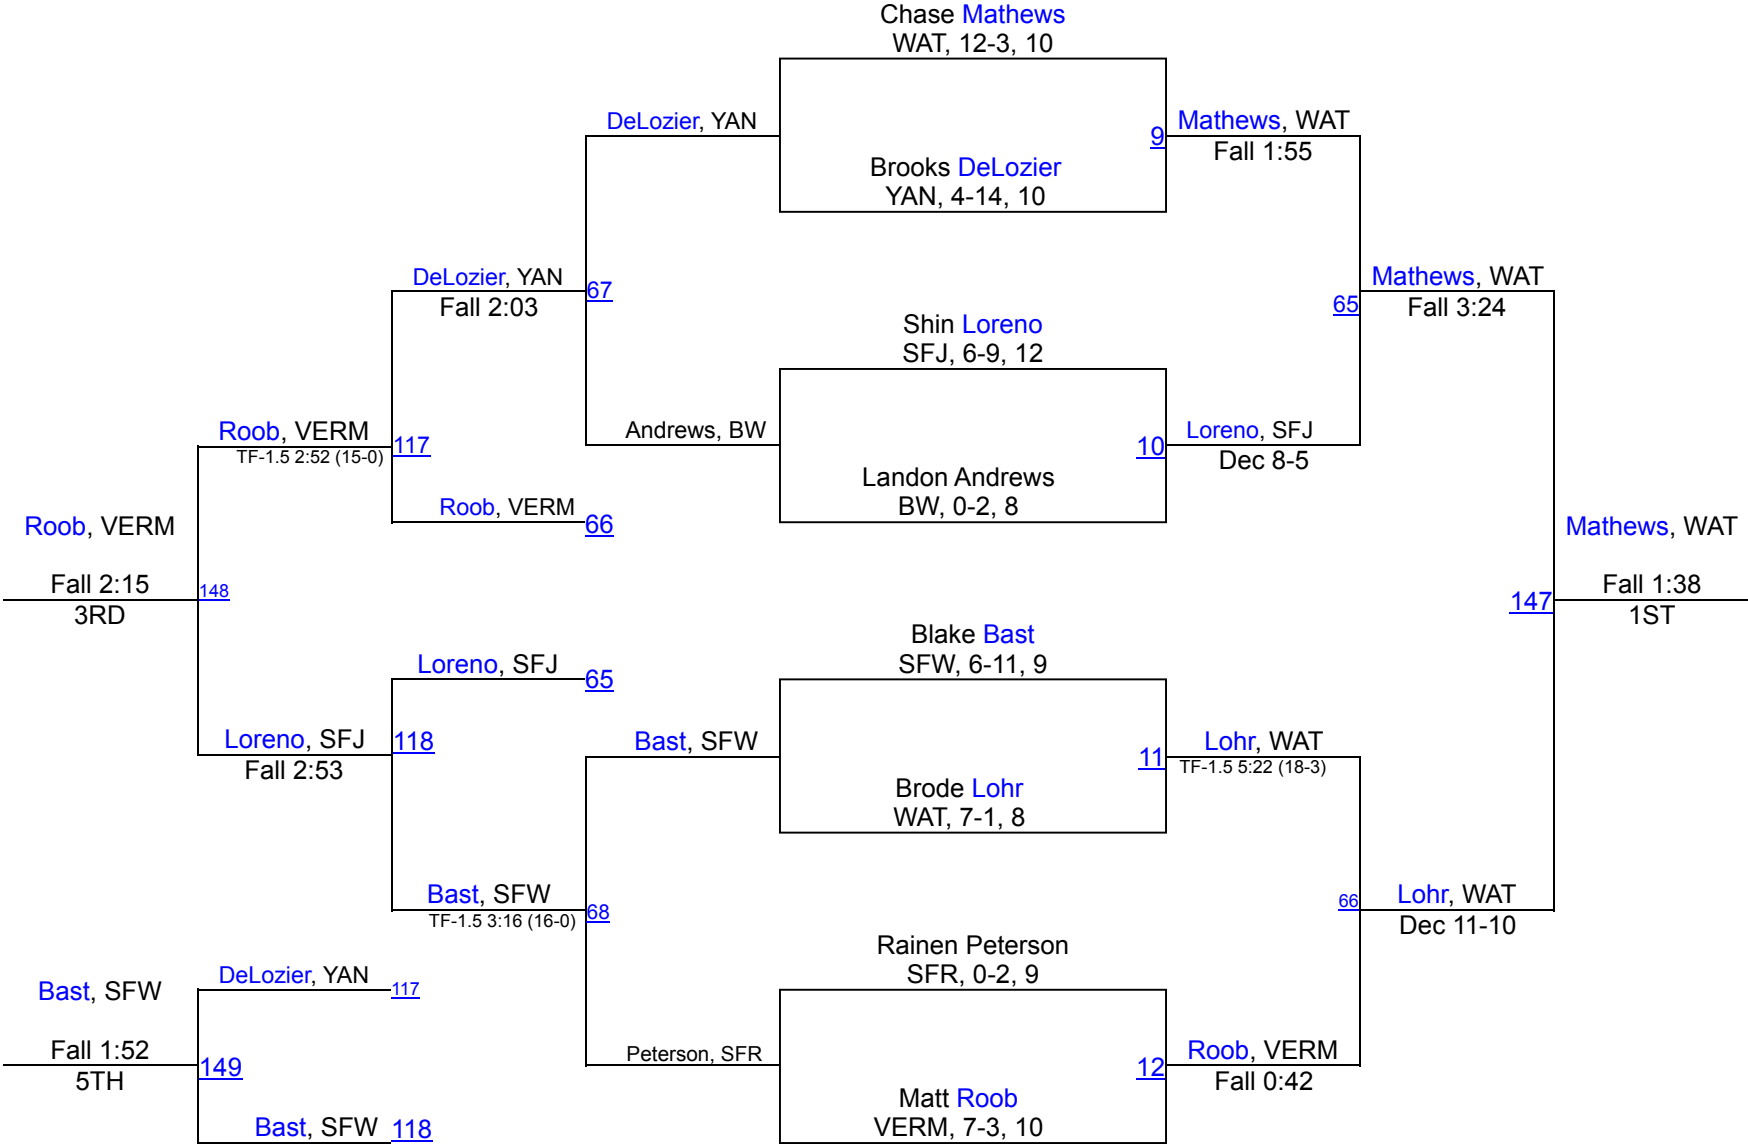 Chase Mathews
WAT, 12-3, 10
DeLozier, YAN
9
Mathews, WAT
Fall 1:55
Brooks DeLozier
YAN, 4-14, 10
DeLozier, YAN
Fall 2:03
67
Mathews, WAT
Fall 3:24
65
Shin Loreno
SFJ, 6-9, 12
Roob, VERM
TF-1.5 2:52 (15-0)
117
Andrews, BW
10
Loreno, SFJ
Dec 8-5
Landon Andrews
BW, 0-2, 8
Roob, VERM
66
Roob, VERM
Fall 2:15
3RD
148
Mathews, WAT
Fall 1:38
1ST
147
Blake Bast
SFW, 6-11, 9
Loreno, SFJ
65
Loreno, SFJ
Fall 2:53
118
Bast, SFW
11
Lohr, WAT
TF-1.5 5:22 (18-3)
Brode Lohr
WAT, 7-1, 8
Bast, SFW
TF-1.5 3:16 (16-0)
68
66
Lohr, WAT
Dec 11-10
Rainen Peterson
SFR, 0-2, 9
DeLozier, YAN
117
Bast, SFW
Fall 1:52
5TH
149
Peterson, SFR
12
Roob, VERM
Fall 0:42
Matt Roob
VERM, 7-3, 10
Bast, SFW
118